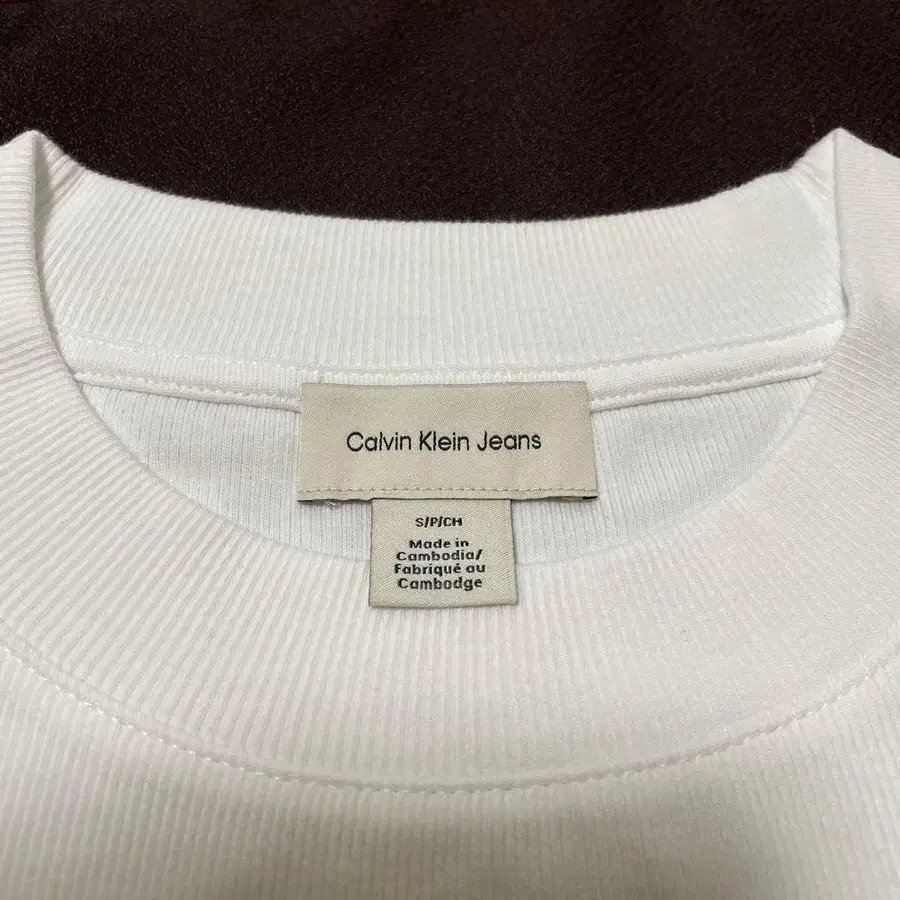 Calvin Klein Jeans
S/P/CH
Made in
Cambodia/
Fabriqué au
Cambodge